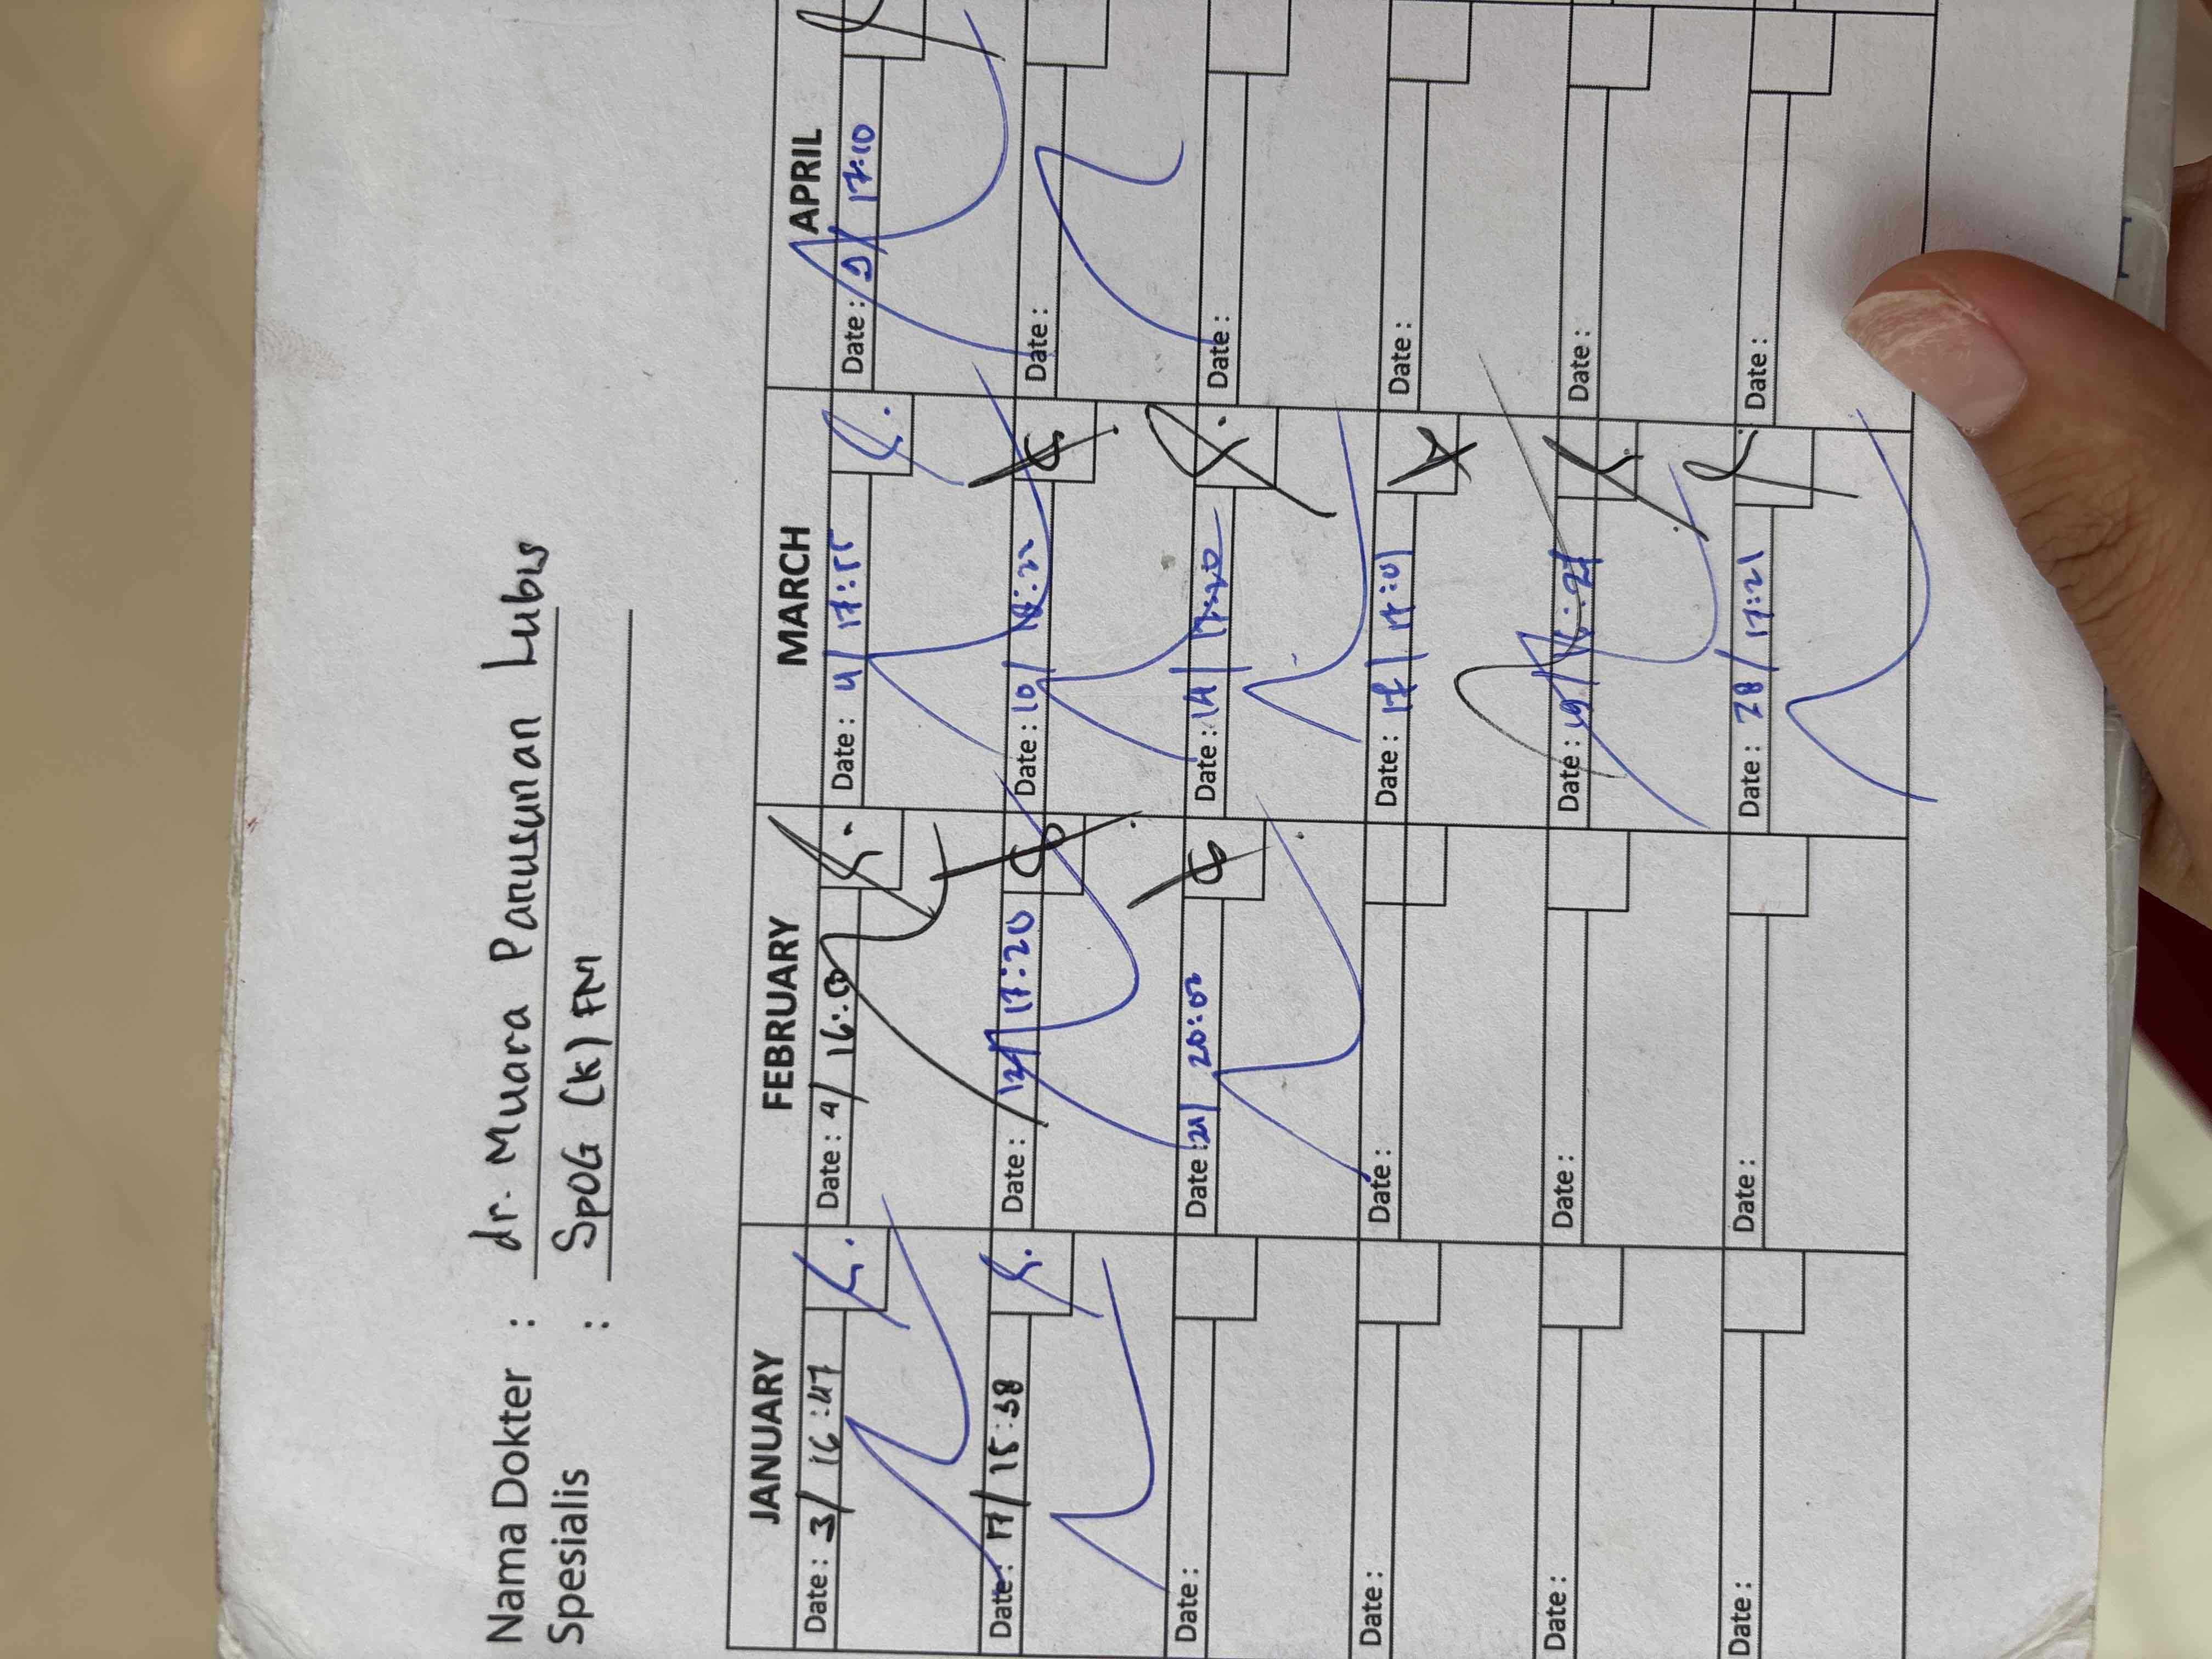 Nama Dokter : dr. Muara Panusunan Lubis
Spesialis : SpOG (K) FM
JANUARY FEBRUARY MARCH APRIL
Date : 3/ 16:47 Date : 4/ 16: Date : 4/ 17:55 Date : 9/ 17:10
Date : 17/ 15:38 Date : 17:20 Date : 10/ Date :
Date : Date : 21/ 20:02 Date : 14/ Date :
Date : Date : Date : 17/ 17:01 Date :
Date : Date : Date : 19/ Date :
Date : Date : Date : 28/ 17:21 Date :